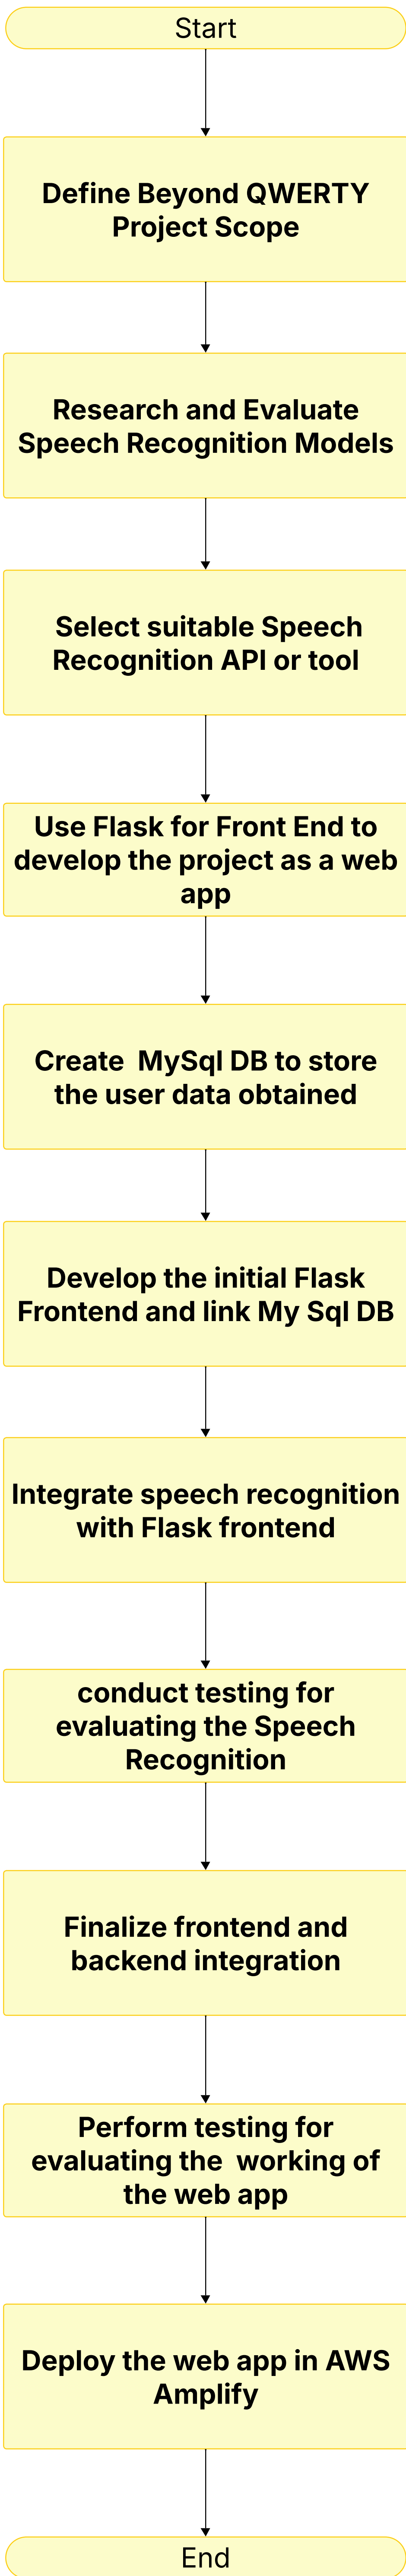 Start
Define Beyond QWERTY
Project Scope
Research and Evaluate
Speech Recognition Models
Select suitable Speech
Recognition API or tool
Use Flask for Front End to
develop the project as a web
app
Create  MySql DB to store
the user data obtained
Develop the initial Flask
Frontend and link My Sql DB
Integrate speech recognition
with Flask frontend
conduct testing for
evaluating the Speech
Recognition
Finalize frontend and
backend integration
Perform testing for
evaluating the  working of
the web app
Deploy the web app in AWS
Amplify
End